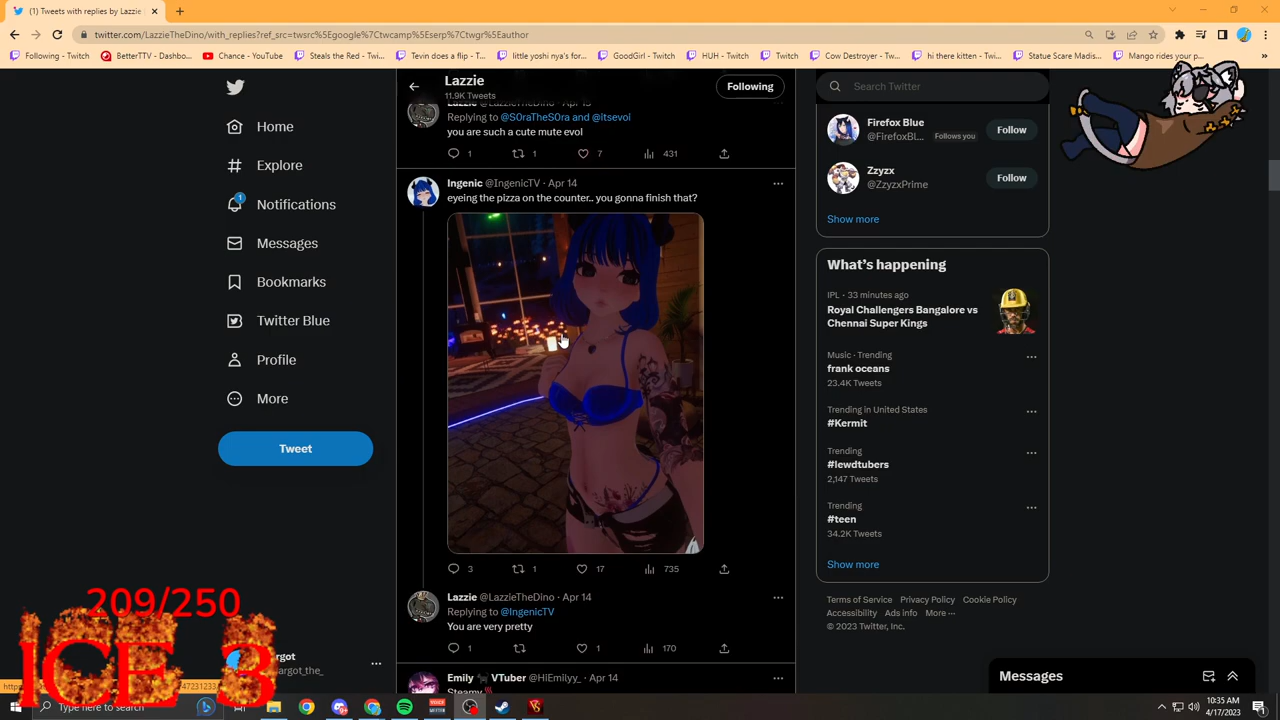 (1) Tweets with replies by Lazzie
twitter.com/LazzieTheDino/with_replies?ref_src=twsrc%5Egoogle%7Ctwcamp%5Eserp%7Ctwgr%5Eauthor
Following - Twitch
BetterTTV - Dashbo...
Chance - YouTube
Steals the Red - Twi...
Tevin does a flip - T...
little yoshi nya's for...
GoodGirl - Twitch
HUH - Twitch
Twitch
Cow Destroyer - Tw...
hi there kitten - Twi...
Statue Scare Madis...
Mango rides your p...
Home
Explore
1
Notifications
Messages
Bookmarks
Twitter Blue
Profile
More
Tweet
Lazzie
11.9K Tweets
Following
Lazzie @LazzieTheDino · Apr 13
Replying to @S0raTheS0ra and @itsevoi
you are such a cute mute evol
1 1 7 431
Ingenic @IngenicTV · Apr 14
eyeing the pizza on the counter.. you gonna finish that?
3 1 17 735
Lazzie @LazzieTheDino · Apr 14
Replying to @IngenicTV
You are very pretty
1 1 170
Emily VTuber @HiEmilyy_ · Apr 14
Steamy
Search Twitter
Firefox Blue
@FirefoxBl... Follows you
Follow
Zzyzx
@ZzyzxPrime
Follow
Show more
What's happening
IPL · 33 minutes ago
Royal Challengers Bangalore vs
Chennai Super Kings
Music · Trending
frank oceans
23.4K Tweets
Trending in United States
#Kermit
Trending
#lewdtubers
2,147 Tweets
Trending
#teen
34.2K Tweets
Show more
Terms of Service Privacy Policy Cookie Policy
Accessibility Ads info More ...
© 2023 Twitter, Inc.
Messages
209/250
ICE 3
Type here to search
10:35 AM
4/17/2023